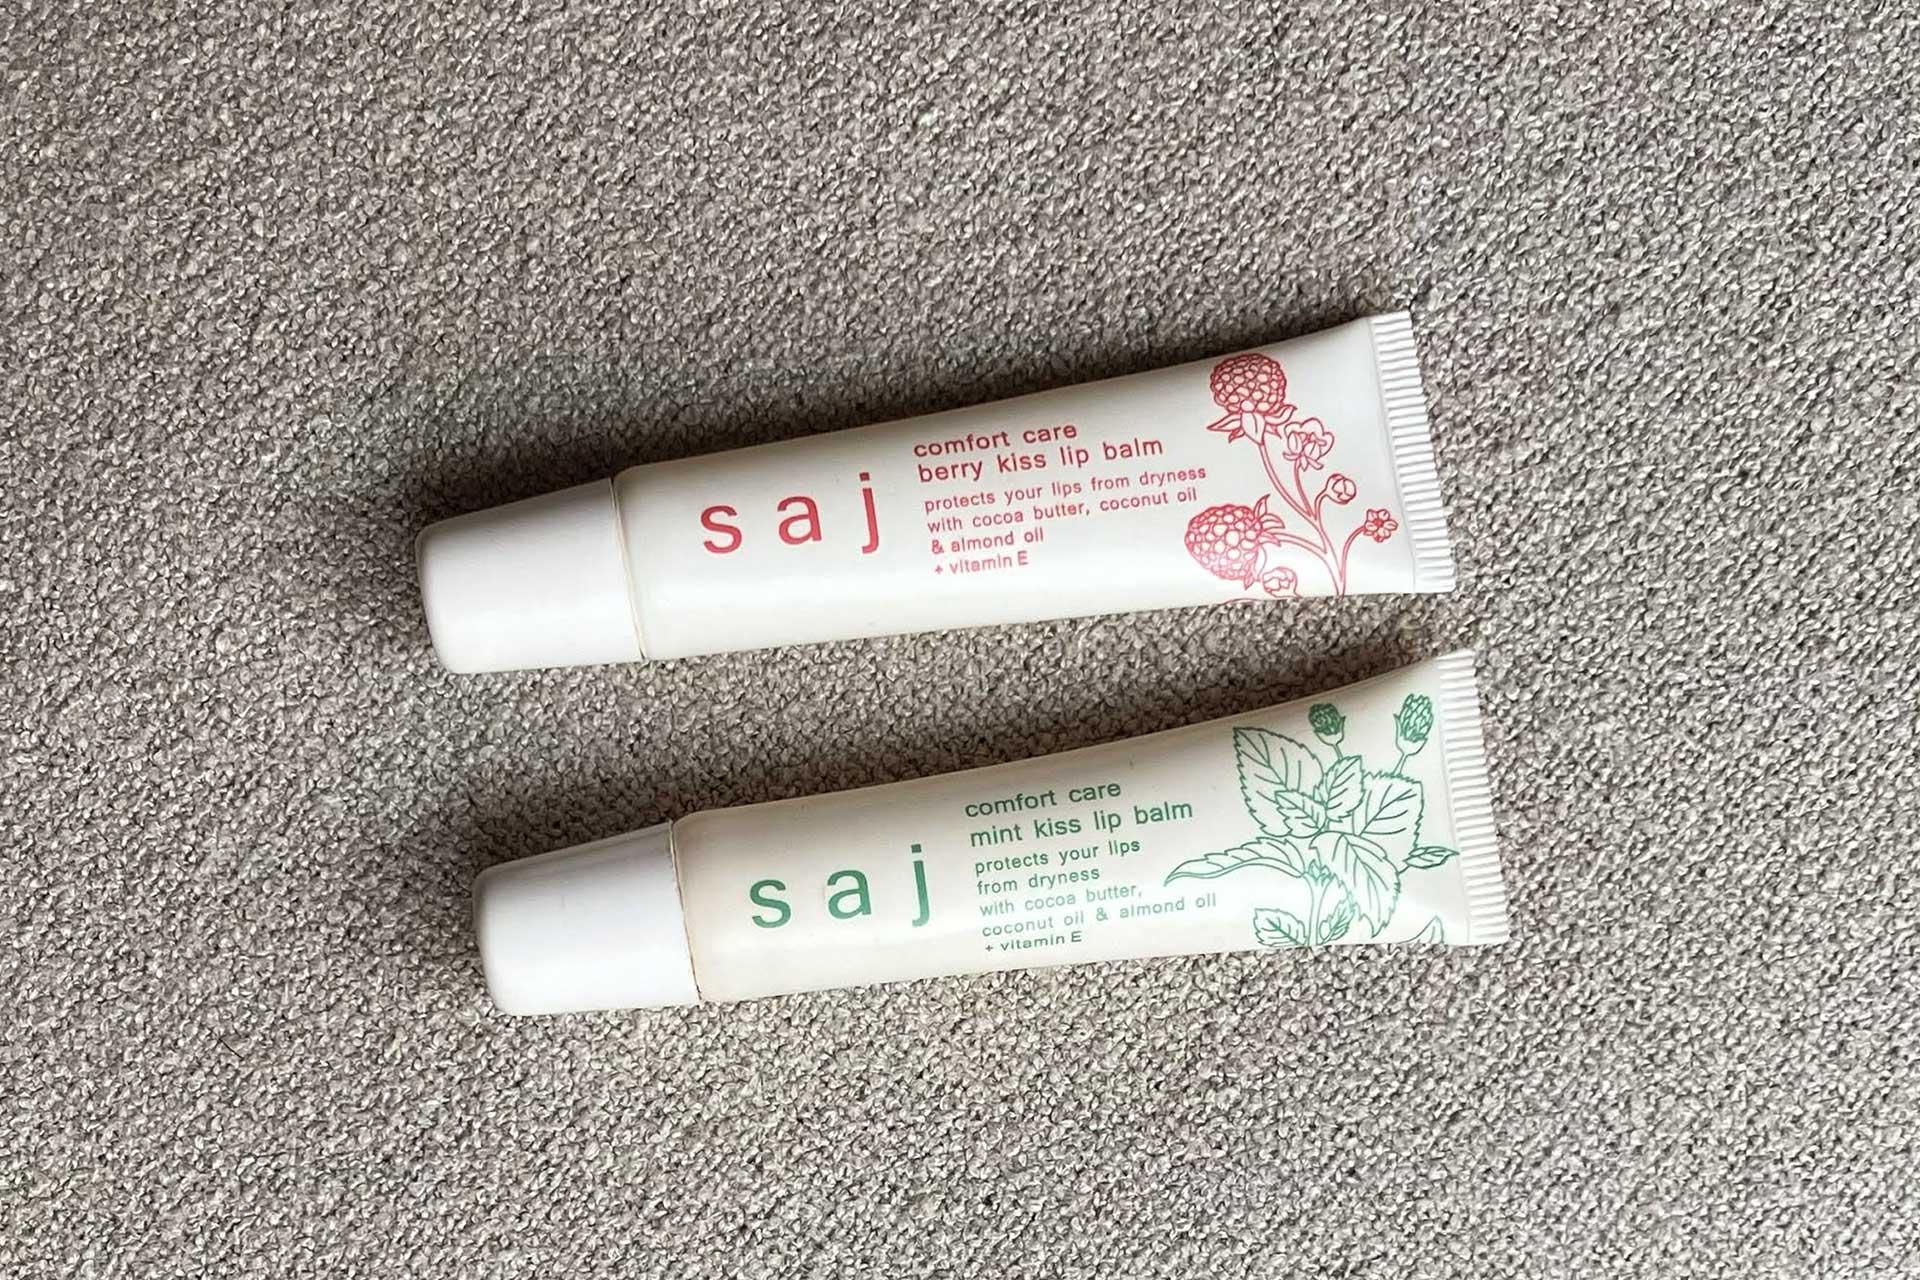 saj
comfort care
berry kiss lip balm
protects your lips from dryness
with cocoa butter, coconut oil
& almond oil
+ vitamin E
saj
comfort care
mint kiss lip balm
protects your lips
from dryness
with cocoa butter,
coconut oil & almond oil
+ vitamin E